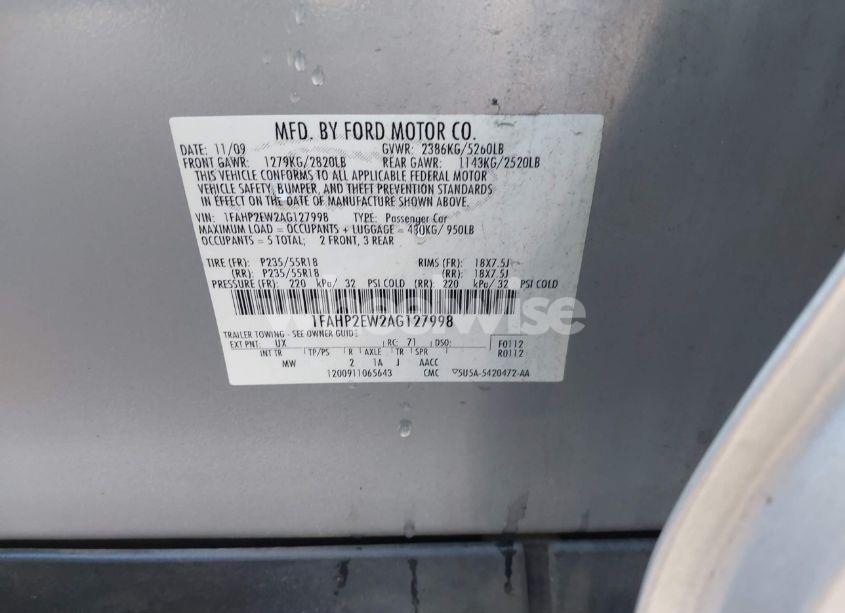 MFD. BY FORD MOTOR CO.
DATE: 11/09 GVWR: 2386KG/5260LB
FRONT GAWR: 1279KG/2820LB REAR GAWR: 1143KG/2520LB
THIS VEHICLE CONFORMS TO ALL APPLICABLE FEDERAL MOTOR
VEHICLE SAFETY, BUMPER, AND THEFT PREVENTION STANDARDS
IN EFFECT ON THE DATE OF MANUFACTURE SHOWN ABOVE.
VIN: 1FAHP2EW2AG127998 TYPE: Passenger Car
MAXIMUM LOAD = OCCUPANTS + LUGGAGE = 430KG/ 950LB
OCCUPANTS = 5 TOTAL; 2 FRONT, 3 REAR
TIRE (FR): P235/55R18 RIMS (FR): 18X7.5J
(RR): P235/55R18 (RR): 18X7.5J
PRESSURE (FR): 220 kPa/ 32 PSI COLD (RR): 220 kPa/ 32 PSI COLD
1FAHP2EW2AG127998
TRAILER TOWING - SEE OWNER GUIDE
EXT PNT: UX RC: 71 DSO: F0112
INT TR TP/PS R AXLE TR SPR R0112
MW 2 1A J AACC
1200911065643 CMC ▽5U5A-5420472-AA